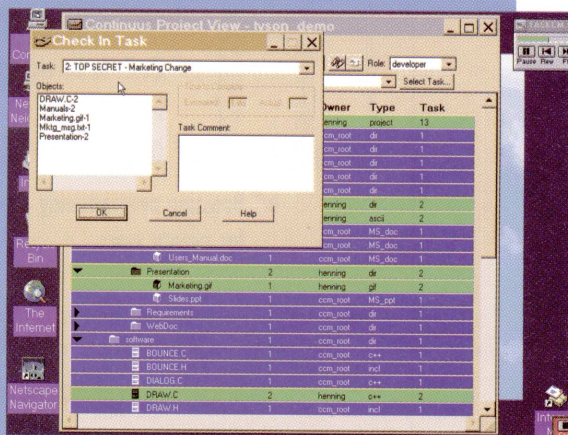 Continuus Project View - tyson_demo
Check In Task
Task: 2: TOP SECRET - Marketing Change
Objects:
DRAW.C-2
Manuals-2
Marketing.gif-1
Mktg_msg.txt-1
Presentation-2
Task Comment:
OK Cancel Help
Role: developer
Select Task...
Owner Type Task
henning project 13
ccm_root dir 1
ccm_root dir 1
ccm_root dir 1
ccm_root dir 1
henning dir 2
henning ascii 2
ccm_root MS_doc 1
ccm_root MS_doc 1
Users_Manual.doc 1 ccm_root MS_doc 1
Presentation 2 henning dir 2
Marketing.gif 1 henning gif 2
Slides.ppt 1 ccm_root MS_ppt 1
Requirements 1 ccm_root dir 1
WebDoc 1 ccm_root dir 1
software 1 ccm_root dir 1
BOUNCE.C 1 ccm_root c++ 1
BOUNCE.H 1 ccm_root incl 1
DIALOG.C 1 ccm_root c++ 1
DRAW.C 2 henning c++ 2
DRAW.H 1 ccm_root incl 1
Bin
The
Internet
Netscape
Navigator
Pause Rew